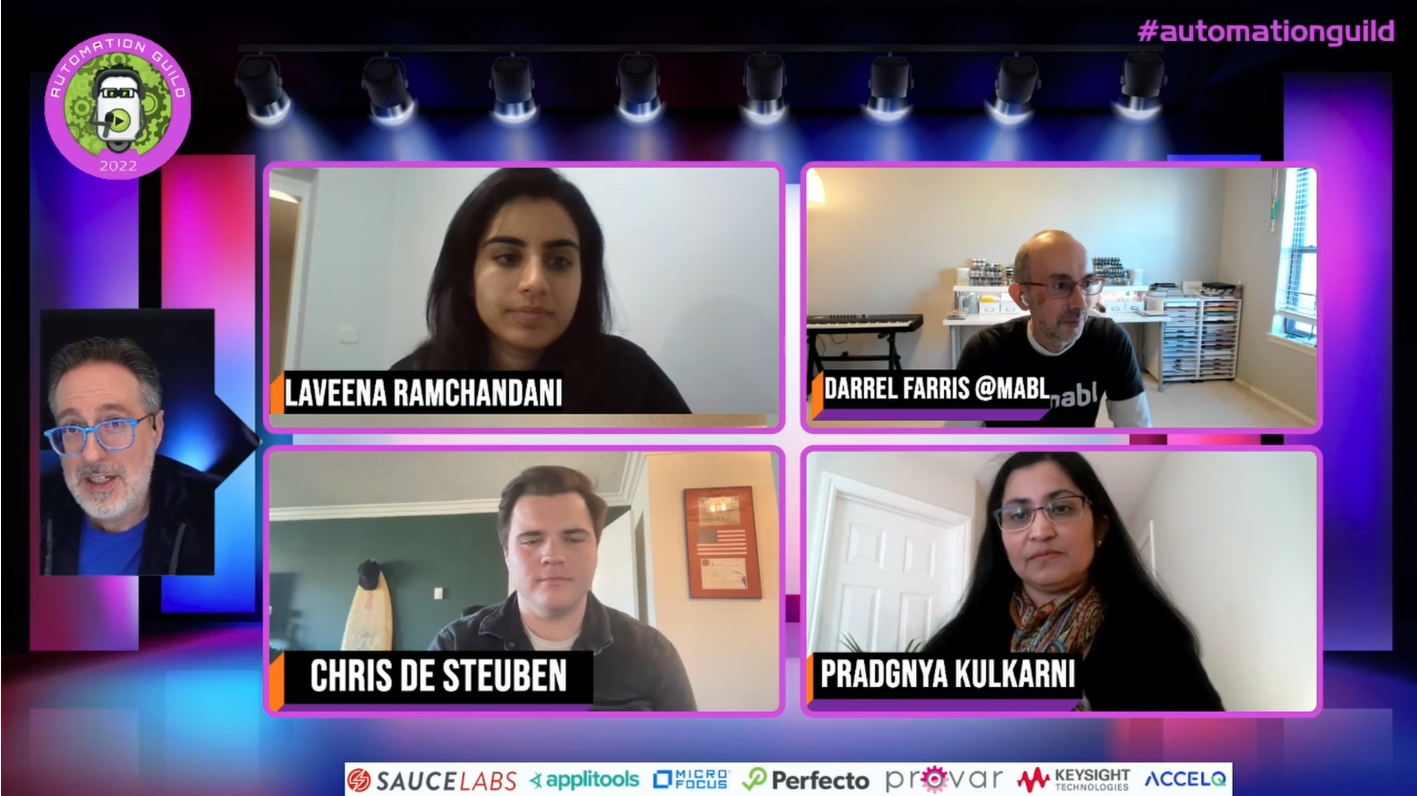 AUTOMATION GUILD
2022
#automationguild
LAVEENA RAMCHANDANI
DARREL FARRIS @MABL
mabl
CHRIS DE STEUBEN
PRADGNYA KULKARNI
SAUCELABS
applitools
MICRO
FOCUS
Perfecto
provar
KEYSIGHT
TECHNOLOGIES
ACCELQ